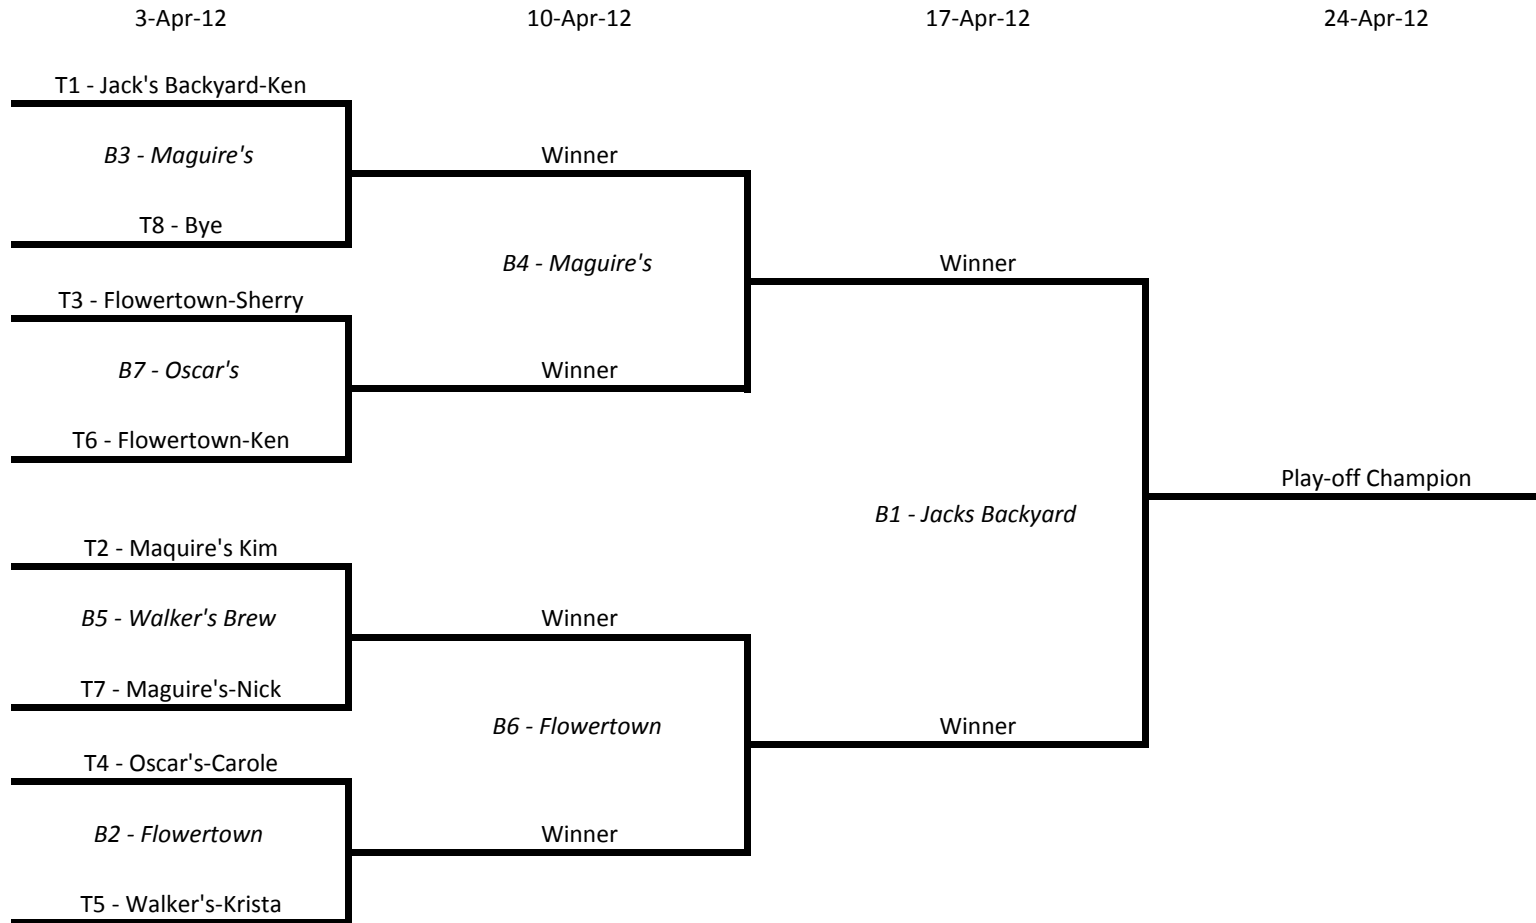 3-Apr-12 10-Apr-12 17-Apr-12 24-Apr-12
T1 - Jack's Backyard-Ken
B3 - Maguire's
Winner
T8 - Bye
B4 - Maguire's
Winner
T3 - Flowertown-Sherry
B7 - Oscar's
Winner
T6 - Flowertown-Ken
Play-off Champion
B1 - Jacks Backyard
T2 - Maquire's Kim
B5 - Walker's Brew
Winner
T7 - Maguire's-Nick
B6 - Flowertown
Winner
T4 - Oscar's-Carole
B2 - Flowertown
Winner
T5 - Walker's-Krista